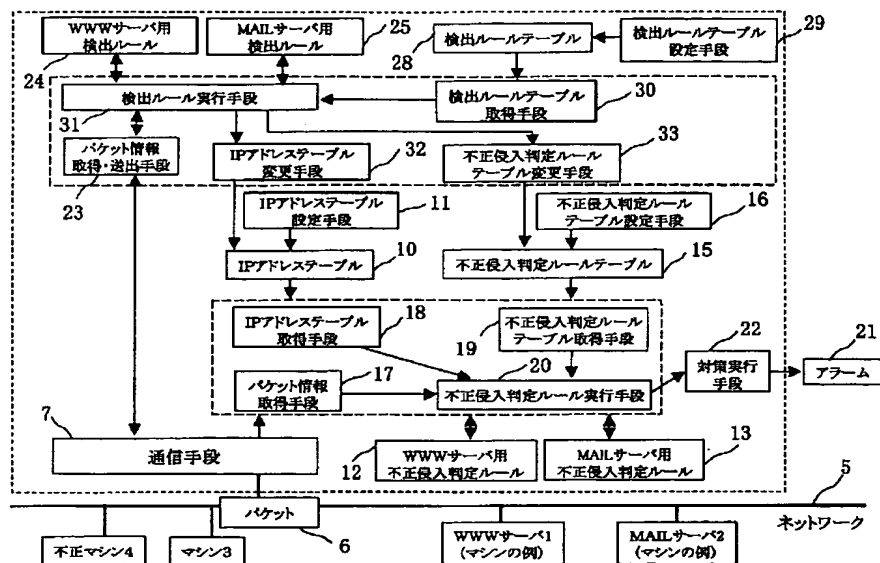 WWWサーバ用
検出ルール
24
MAILサーバ用
検出ルール
25
検出ルールテーブル
28
検出ルールテーブル
設定手段
29
検出ルール実行手段
31
検出ルールテーブル
取得手段
30
パケット情報
取得・送出手段
23
IPアドレステーブル
変更手段
32
不正侵入判定ルール
テーブル変更手段
33
IPアドレステーブル
設定手段
11
不正侵入判定ルール
テーブル設定手段
16
IPアドレステーブル
10
不正侵入判定ルールテーブル
15
IPアドレステーブル
取得手段
18
不正侵入判定ルール
テーブル取得手段
19
パケット情報
取得手段
17
20
不正侵入判定ルール実行手段
22
対策実行
手段
21
アラーム
7
通信手段
WWWサーバ用
不正侵入判定ルール
12
MAILサーバ用
不正侵入判定ルール
13
5
ネットワーク
パケット
6
不正マシン4
マシン3
WWWサーバ1
(マシンの例)
MAILサーバ2
(マシンの例)